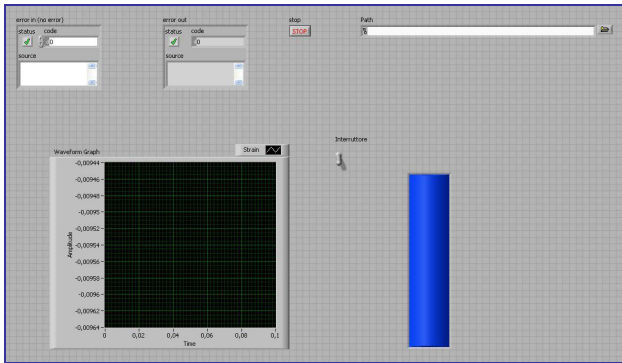 error in (no error)
status code
0
source
error out
status code
0
source
stop
STOP
Path
Interruttore
Waveform Graph
Strain
Amplitude
-0,00944
-0,00946
-0,00948
-0,0095
-0,00952
-0,00954
-0,00956
-0,00958
-0,0096
-0,00962
-0,00964
0 0,02 0,04 0,06 0,08 0,1
Time